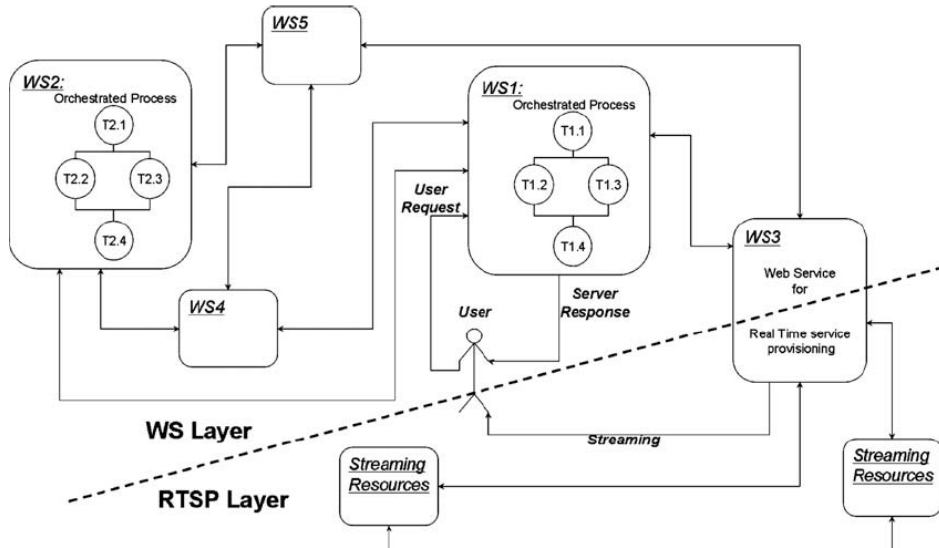 WS5
WS2:
Orchestrated Process
T2.1
T2.2
T2.3
T2.4
WS1:
Orchestrated Process
T1.1
T1.2
T1.3
T1.4
User
Request
WS3
Web Service
for
Real Time service
provisioning
WS4
User
Server
Response
WS Layer
Streaming
RTSP Layer
Streaming
Resources
Streaming
Resources